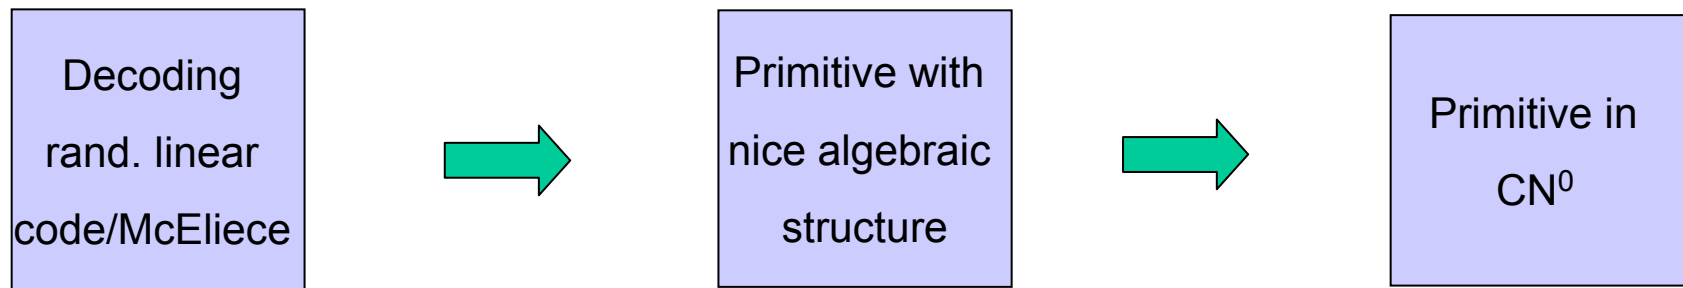 Decoding
rand. linear
code/McEliece
Primitive with
nice algebraic
structure
Primitive in
CN⁰